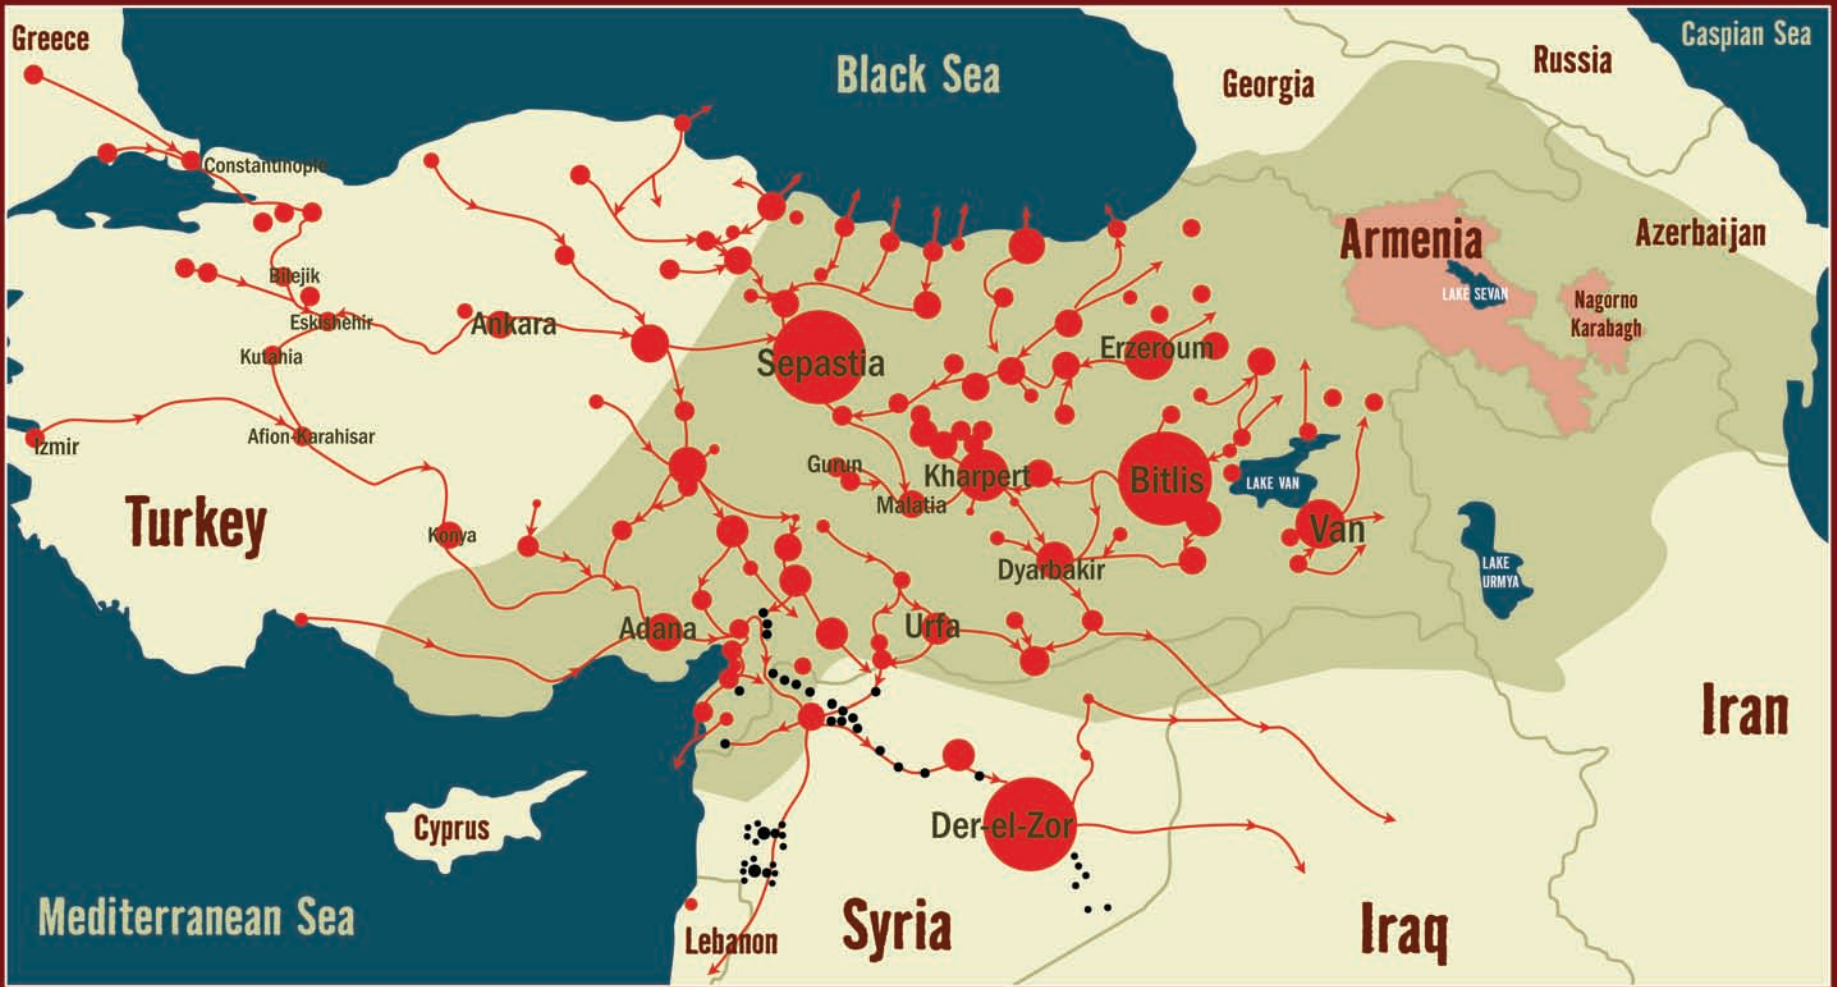 Greece
Black Sea
Georgia
Russia
Caspian Sea
Constantinople
Armenia
Azerbaijan
LAKE SEVAN
Nagorno
Karabagh
Bilejik
Eskishehir
Ankara
Kutahia
Sepastia
Erzeroum
Izmir
Afion-Karahisar
Gurun
Kharpert
Malatia
Bitlis
LAKE VAN
Van
Turkey
Konya
Dyarbakir
LAKE
URMYA
Adana
Urfa
Iran
Cyprus
Der-el-Zor
Mediterranean Sea
Lebanon
Syria
Iraq